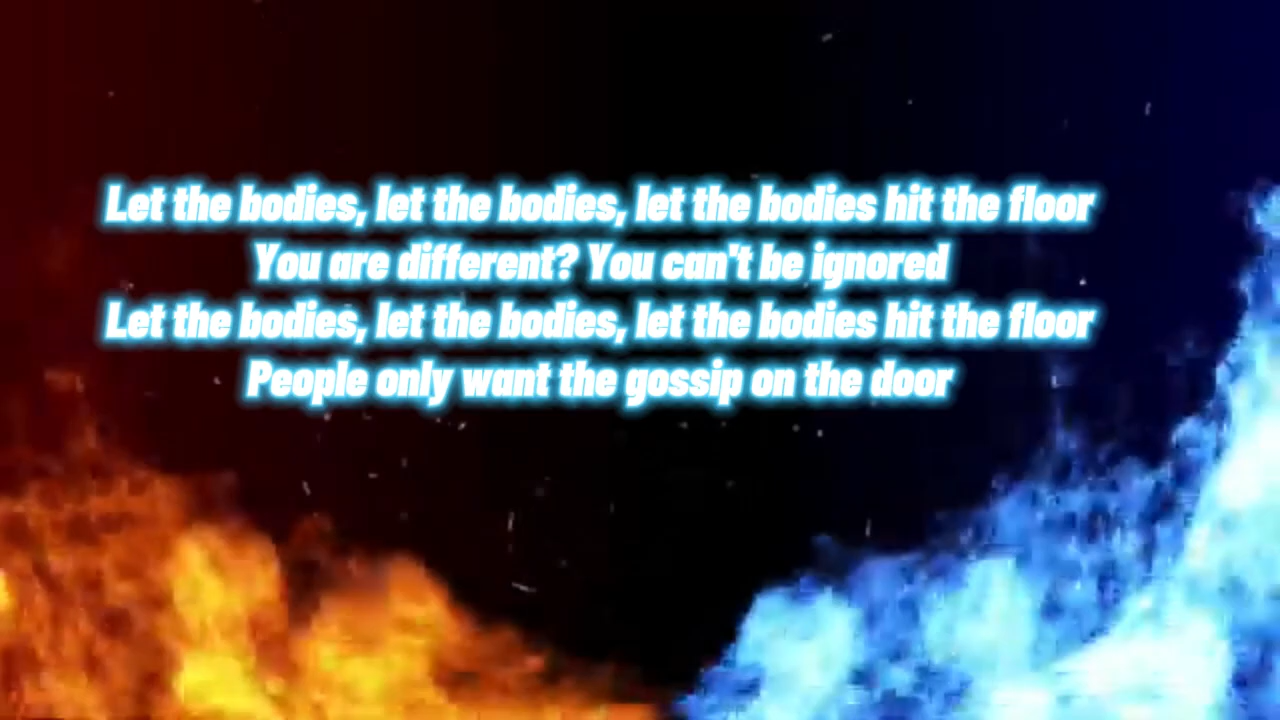 Let the bodies, let the bodies, let the bodies hit the floor
You are different? You can't be ignored
Let the bodies, let the bodies, let the bodies hit the floor
People only want the gossip on the door